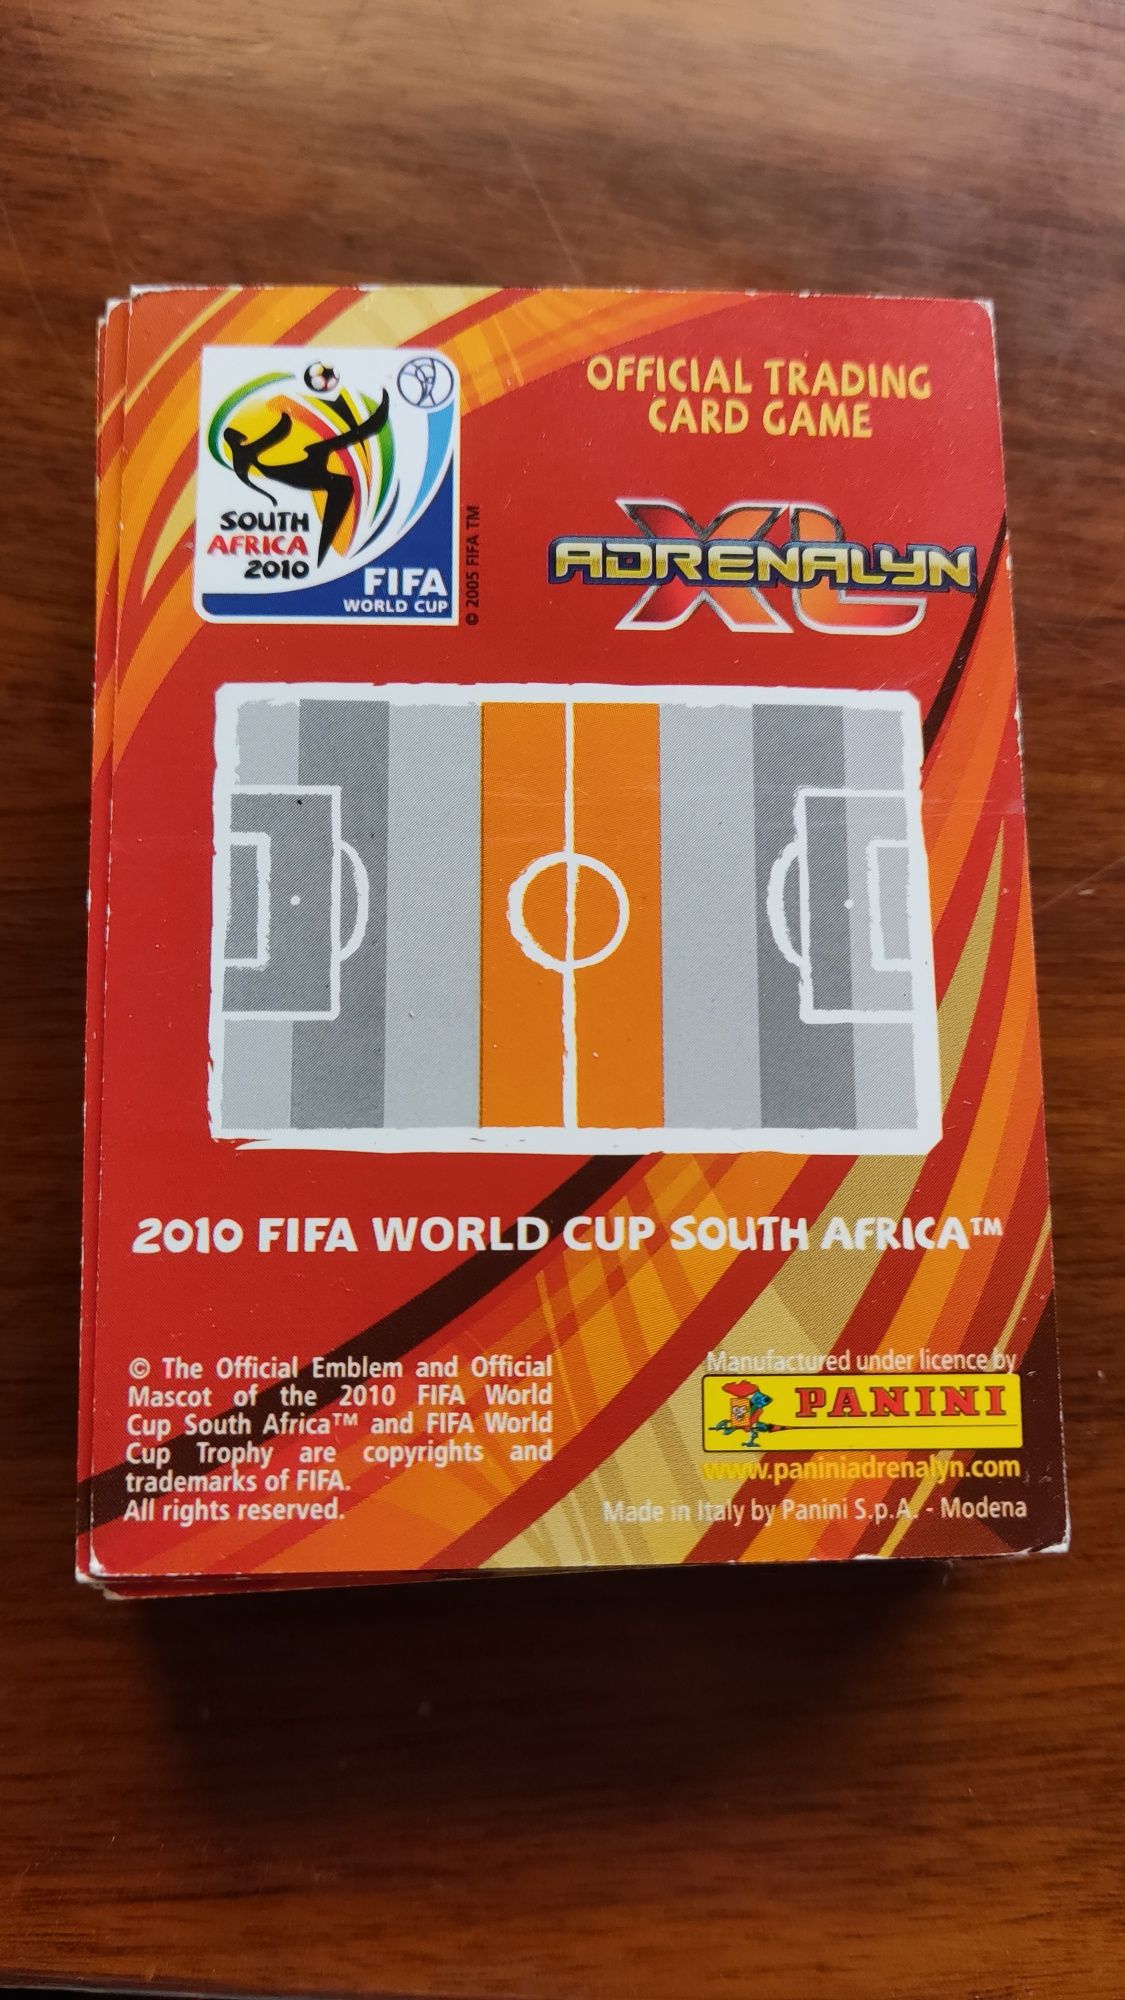 OFFICIAL TRADING
CARD GAME
SOUTH
AFRICA
2010
FIFA
WORLD CUP
© 2005 FIFA TM
ADRENALYN
XL
2010 FIFA WORLD CUP SOUTH AFRICA™
© The Official Emblem and Official
Mascot of the 2010 FIFA World
Cup South Africa™ and FIFA World
Cup Trophy are copyrights and
trademarks of FIFA.
All rights reserved.
Manufactured under licence by
PANINI
www.paniniadrenalyn.com
Made in Italy by Panini S.p.A. - Modena